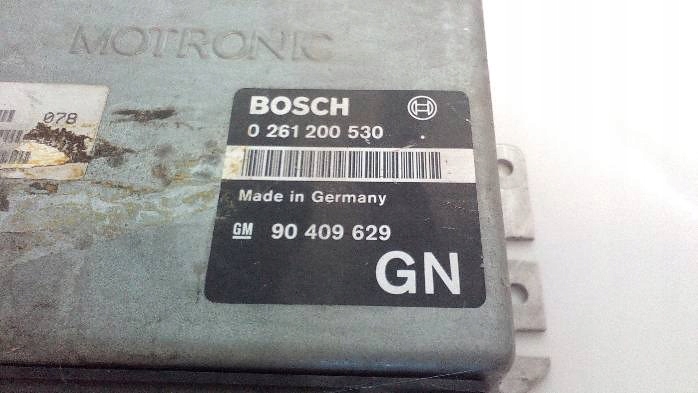 MOTRONIC
078
BOSCH
0 261 200 530
Made in Germany
GM 90 409 629
GN